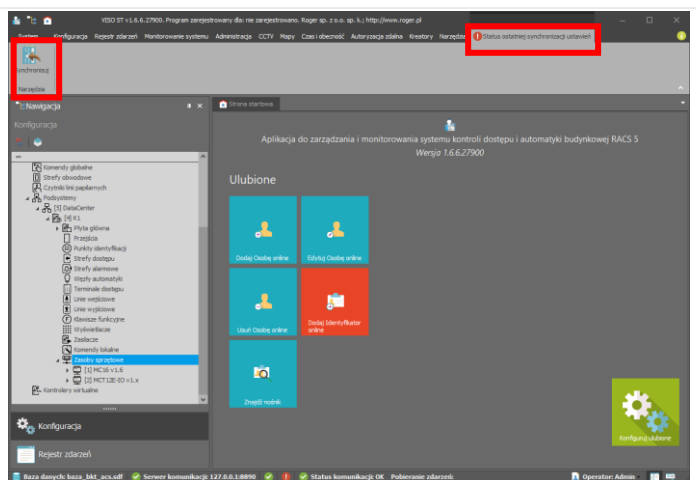 VISO ST v1.6.6.27900. Program zarejestrowany dla: nie zarejestrowano. Roger sp. z o.o. sp. k.; http://www.roger.pl
System Konfiguracja Rejestr zdarzeń Monitorowanie systemu Administracja CCTV Mapy Czas i obecność Autoryzacja zdalna Kreatory Narzędzia Status ostatniej synchronizacji ustawień
Synchronizuj
Narzędzia
Nawigacja
Strona startowa
Konfiguracja
Aplikacja do zarządzania i monitorowania systemu kontroli dostępu i automatyki budynkowej RACS 5
Wersja 1.6.6.27900
Komendy globalne
Strefy obwodowe
Czytniki linii papilarnych
Podsystemy
[3] DataCenter
[4] K1
Płyta główna
Przejścia
Punkty identyfikacji
Strefy dostępu
Strefy alarmowe
Węzły automatyki
Terminale dostępu
Linie wejściowe
Linie wyjściowe
Klawisze funkcyjne
Wyświetlacze
Zasilacze
Komendy lokalne
Zasoby sprzętowe
[1] MC16 v1.6
[2] MCT12E-IO v1.x
Kontrolery wirtualne
Ulubione
Dodaj Osobę online
Edytuj Osobę online
Usuń Osobę online
Dodaj Identyfikator online
Znajdź nośnik
Konfiguruj ulubione
Konfiguracja
Rejestr zdarzeń
Baza danych: baza_bkt_acs.sdf Serwer komunikacji: 127.0.0.1:8890 Status komunikacji: OK Pobieranie zdarzeń: Operator: Admin